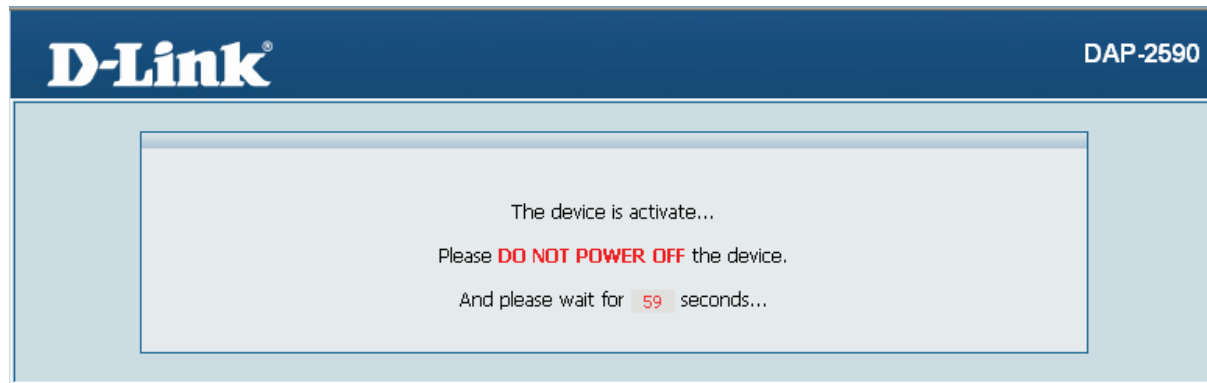 D-Link®
DAP-2590
The device is activate...
Please DO NOT POWER OFF the device.
And please wait for 59 seconds...